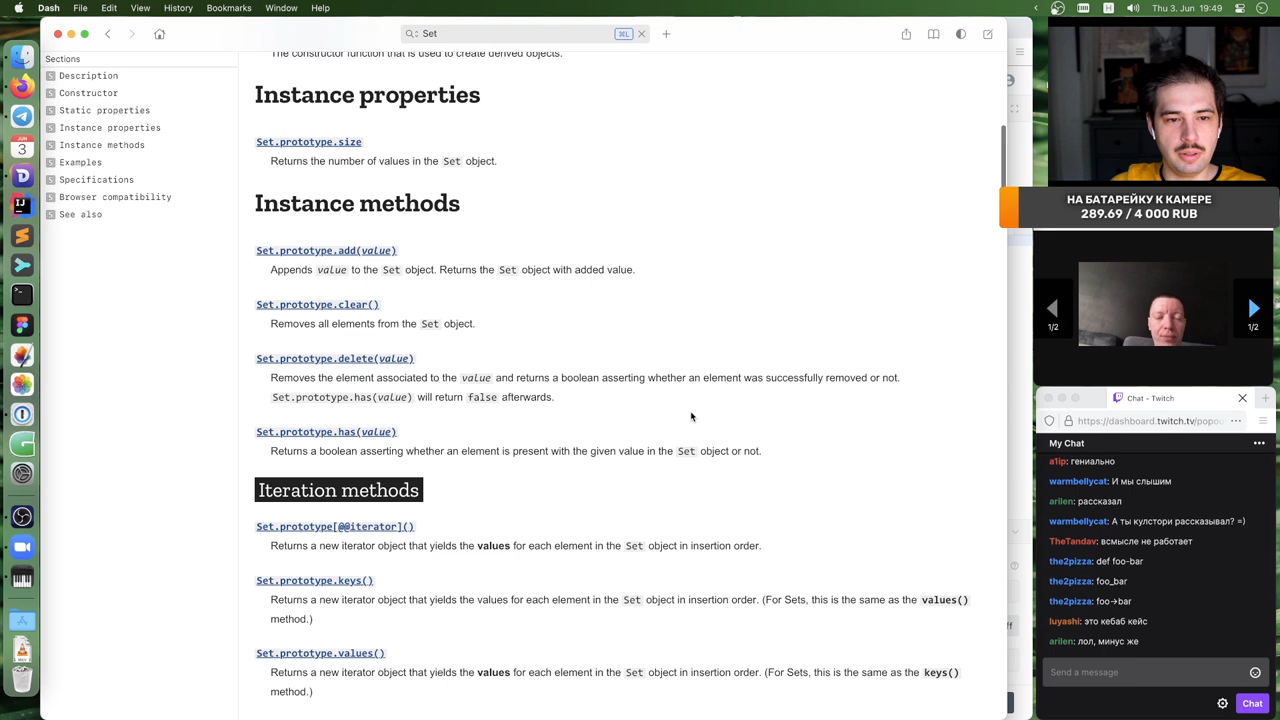 Dash File Edit View History Bookmarks Window Help
Set
⌘L
Sections
S Description
S Constructor
S Static properties
S Instance properties
S Instance methods
S Examples
S Specifications
S Browser compatibility
S See also
The constructor function that is used to create derived objects.
Instance properties
Set.prototype.size
Returns the number of values in the Set object.
Instance methods
Set.prototype.add(value)
Appends value to the Set object. Returns the Set object with added value.
Set.prototype.clear()
Removes all elements from the Set object.
Set.prototype.delete(value)
Removes the element associated to the value and returns a boolean asserting whether an element was successfully removed or not.
Set.prototype.has(value) will return false afterwards.
Set.prototype.has(value)
Returns a boolean asserting whether an element is present with the given value in the Set object or not.
Iteration methods
Set.prototype[@@iterator]()
Returns a new iterator object that yields the values for each element in the Set object in insertion order.
Set.prototype.keys()
Returns a new iterator object that yields the values for each element in the Set object in insertion order. (For Sets, this is the same as the values()
method.)
Set.prototype.values()
Returns a new iterator object that yields the values for each element in the Set object in insertion order. (For Sets, this is the same as the keys()
method.)
JUN
3
НА БАТАРЕЙКУ К КАМЕРЕ
289.69 / 4 000 RUB
1/2
1/2
Chat – Twitch
https://dashboard.twitch.tv/popou
My Chat
a1ip: гениально
warmbellycat: И мы слышим
arilen: рассказал
warmbellycat: А ты кулстори рассказывал? =)
TheTandav: всмысле не работает
the2pizza: def foo-bar
the2pizza: foo_bar
the2pizza: foo->bar
luyashi: это кебаб кейс
arilen: лол, минус же
Send a message
Chat